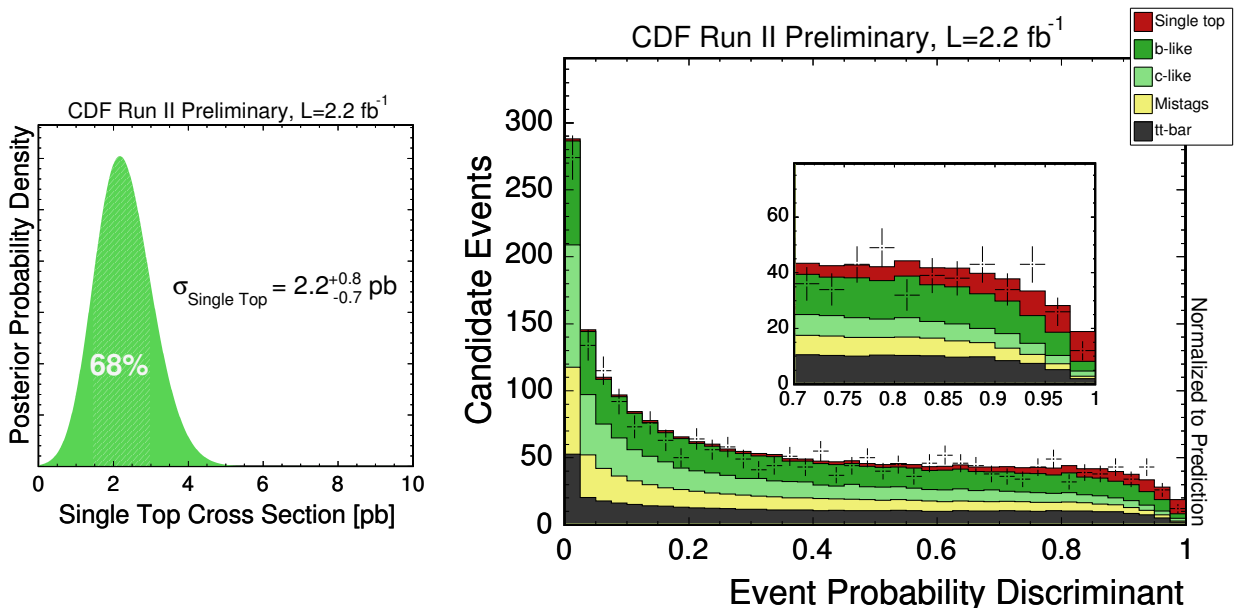 CDF Run II Preliminary, L=2.2 fb⁻¹
Posterior Probability Density
σ_Single Top = 2.2 +0.8 -0.7 pb
68%
0 2 4 6 8 10
Single Top Cross Section [pb]
CDF Run II Preliminary, L=2.2 fb⁻¹
Single top
b-like
c-like
Mistags
tt-bar
Candidate Events
300
250
200
150
100
50
0
60
40
20
0
0.7 0.75 0.8 0.85 0.9 0.95 1
0 0.2 0.4 0.6 0.8 1
Event Probability Discriminant
Normalized to Prediction